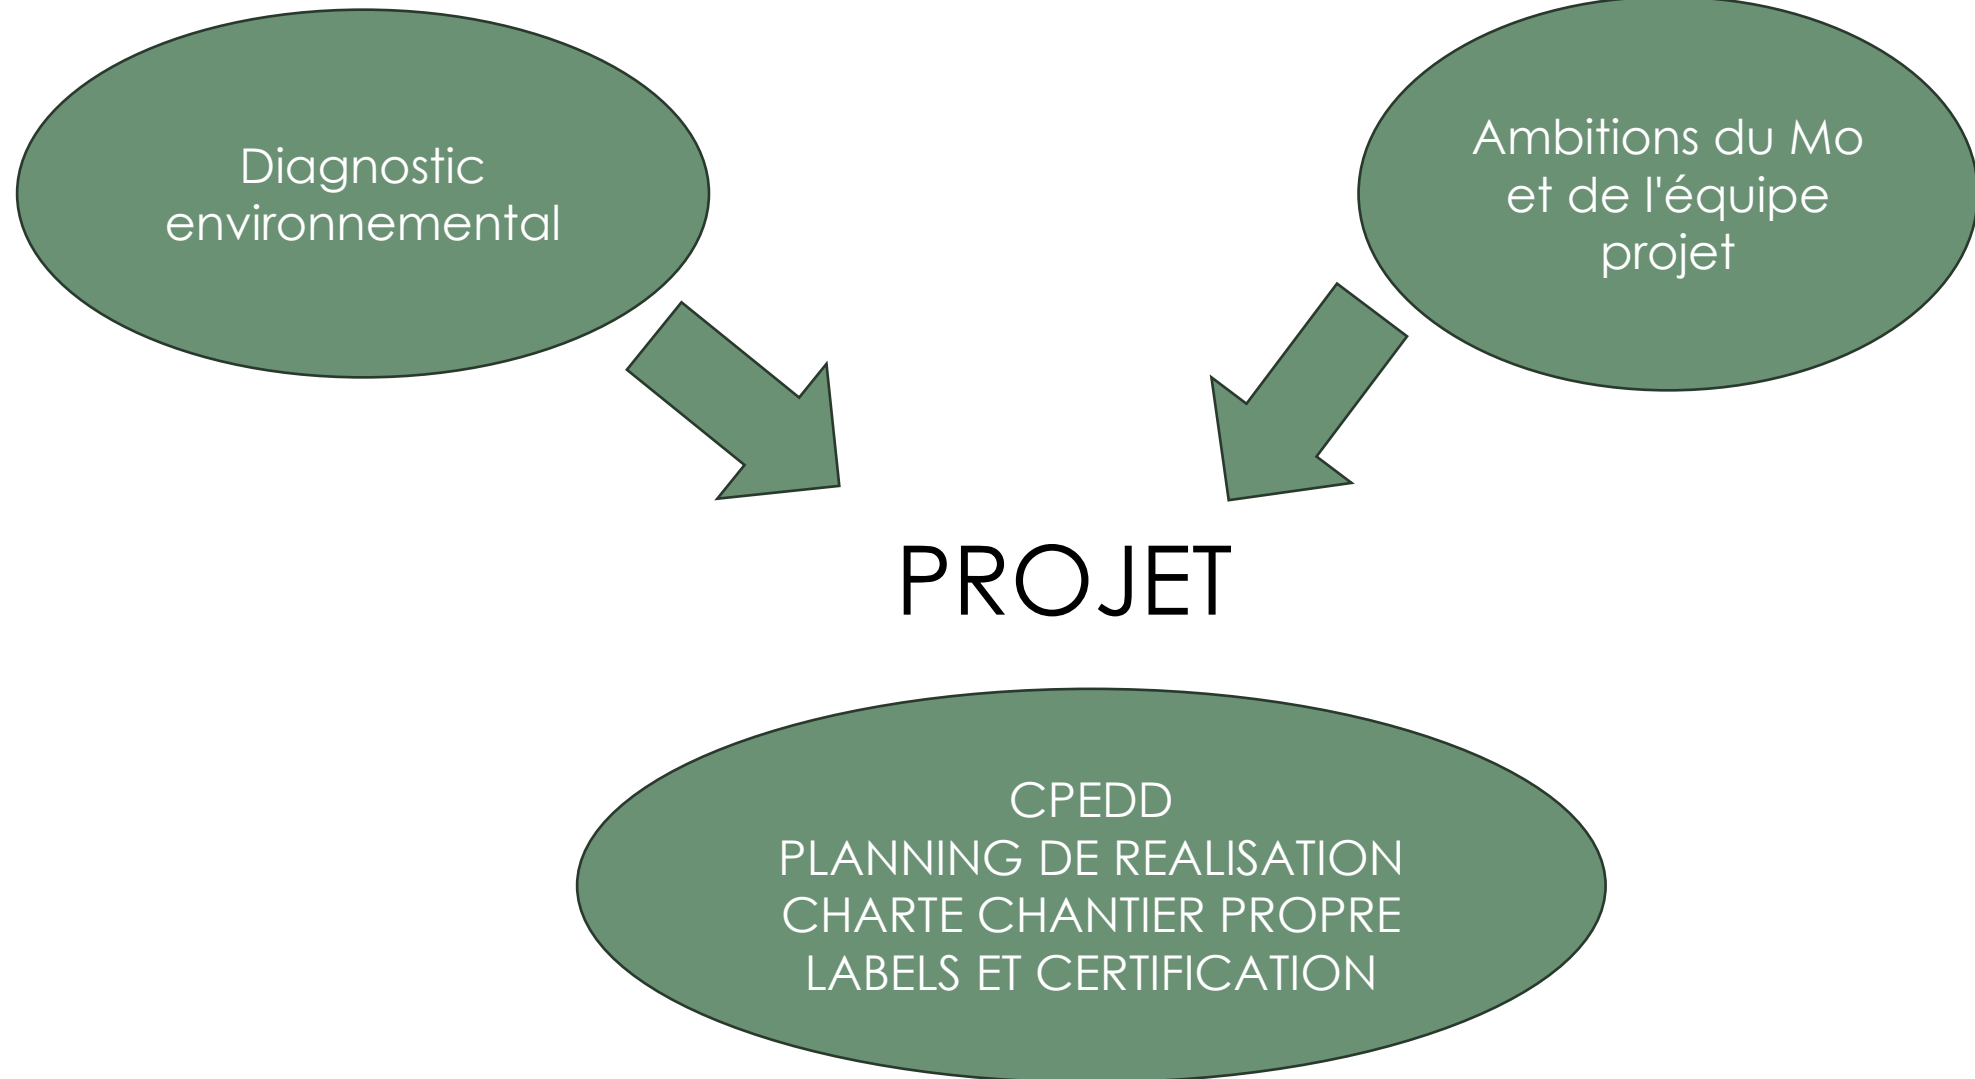 Diagnostic
environnemental
Ambitions du Mo
et de l'équipe
projet
PROJET
CPEDD
PLANNING DE REALISATION
CHARTE CHANTIER PROPRE
LABELS ET CERTIFICATION